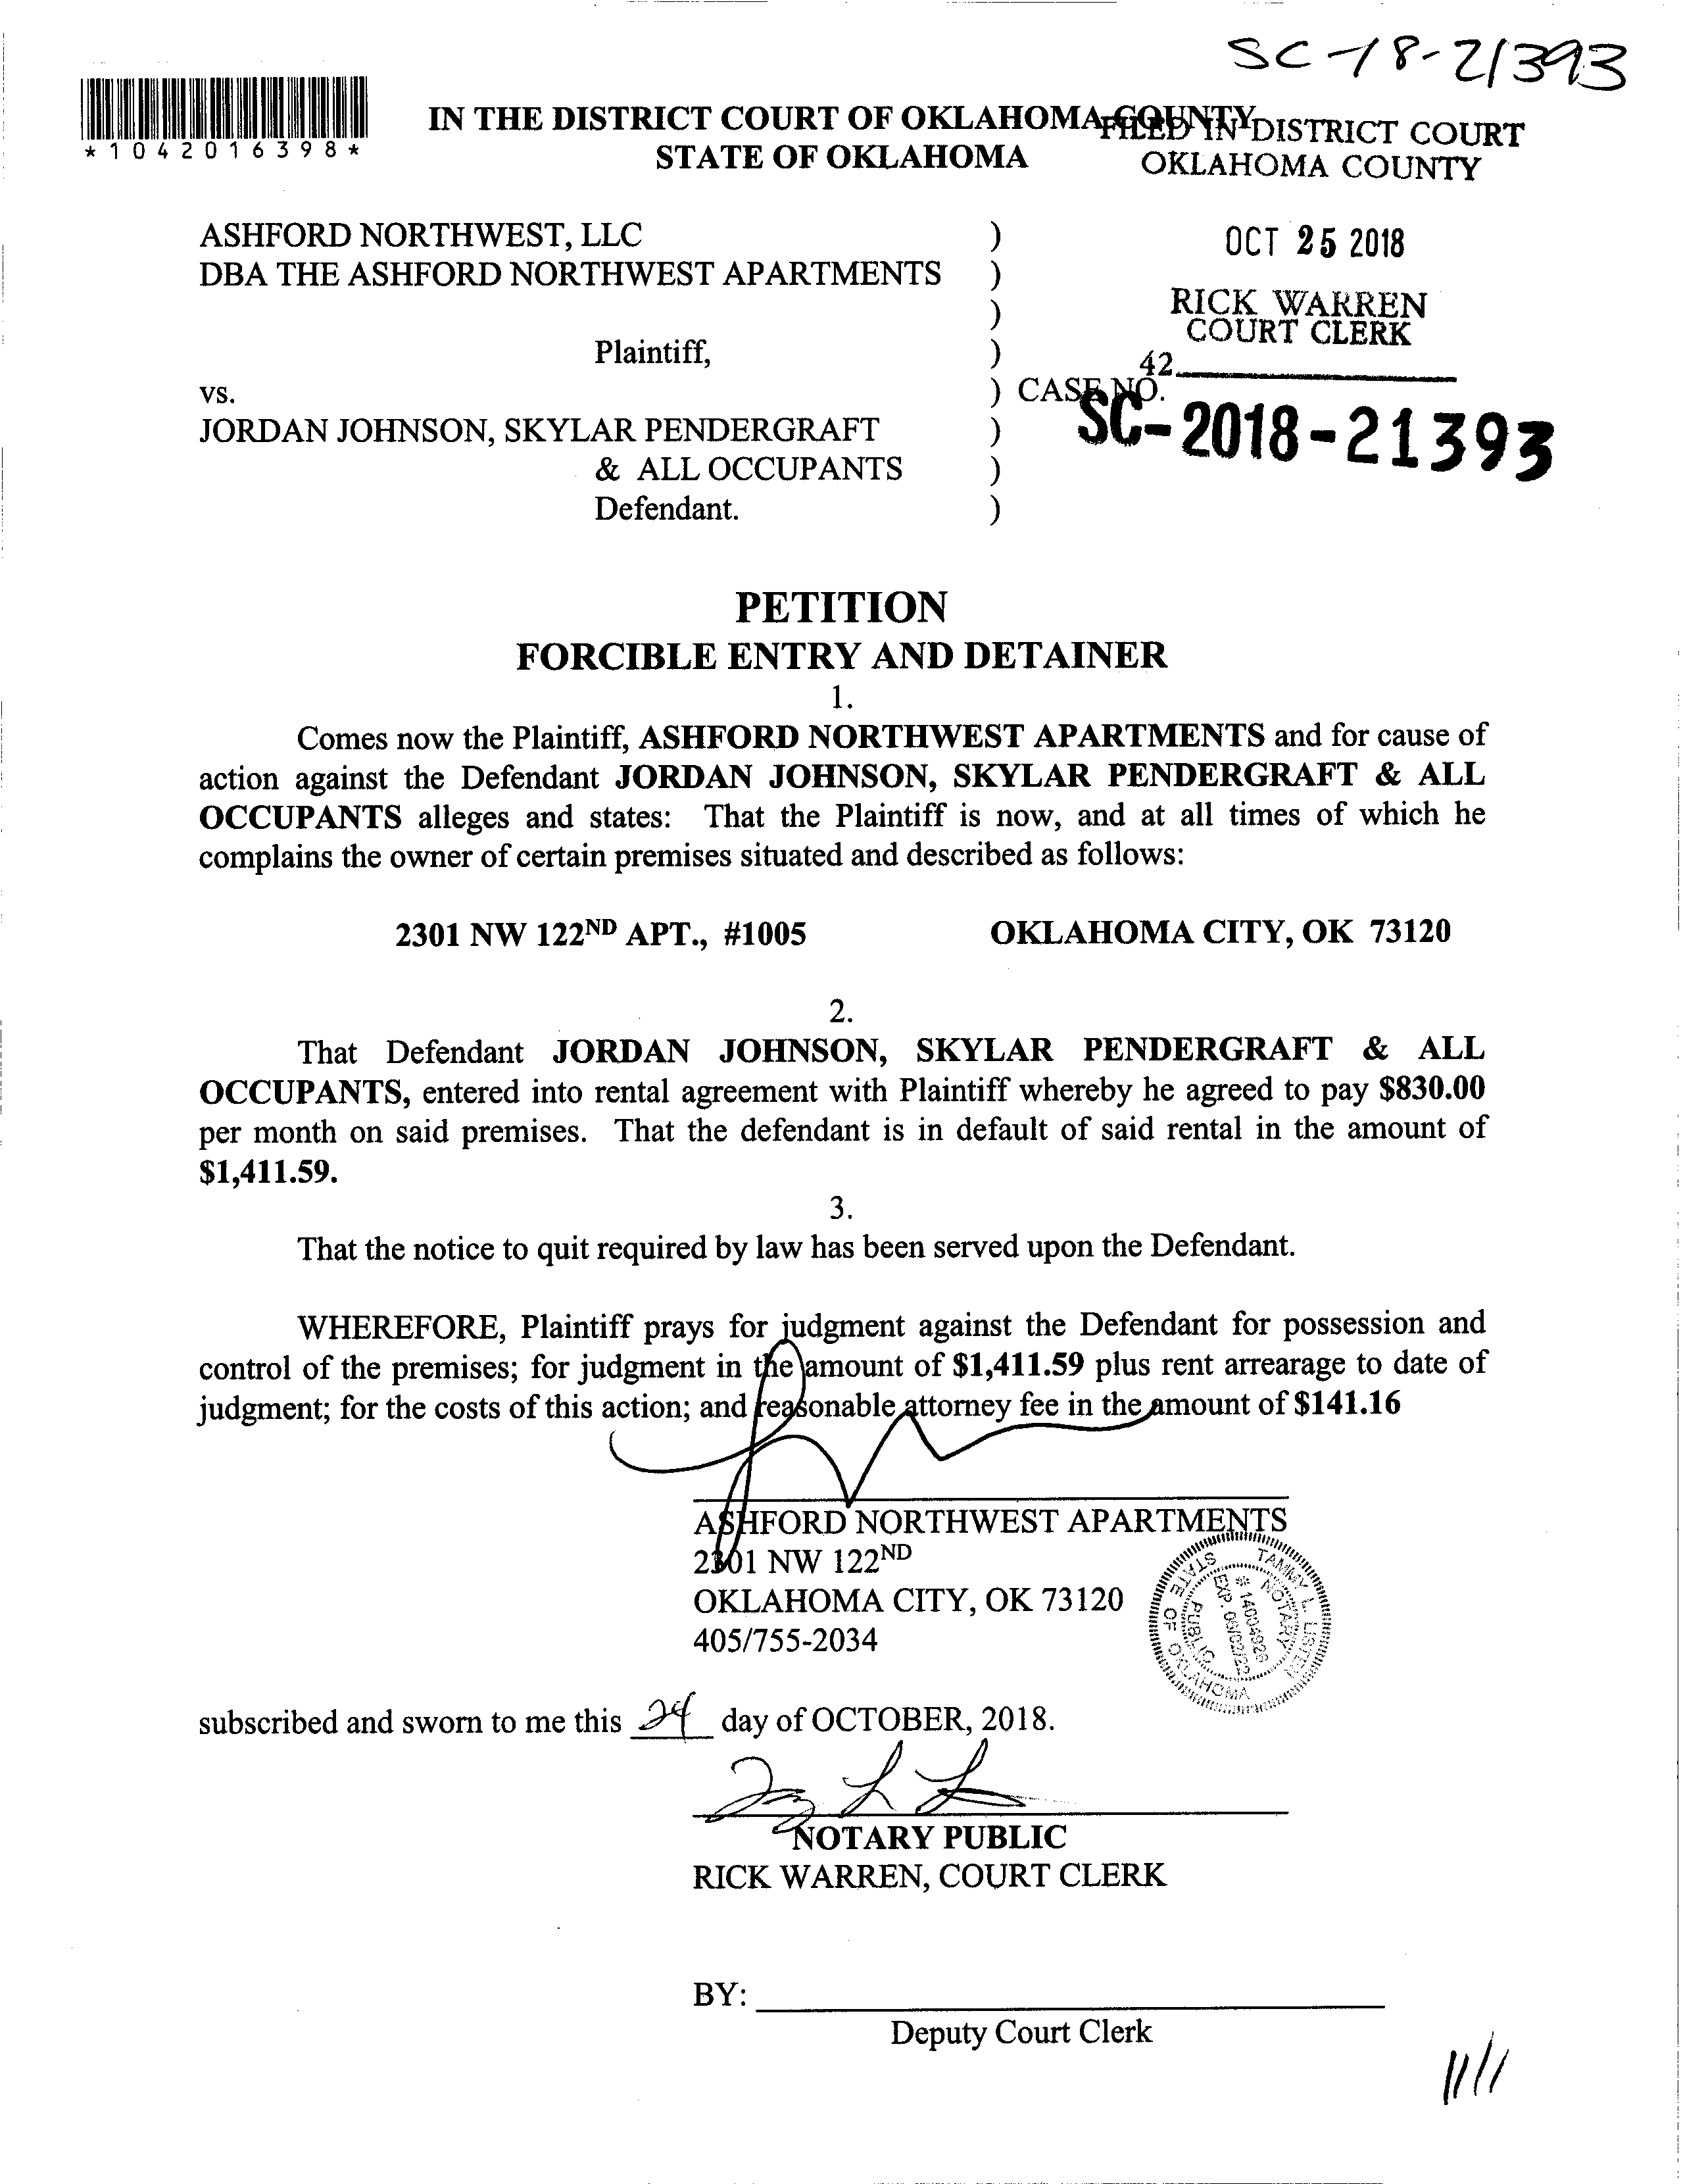 SC-18-21393
*1042016398*
IN THE DISTRICT COURT OF OKLAHOMA COUNTY
STATE OF OKLAHOMA
FILED IN DISTRICT COURT
OKLAHOMA COUNTY
OCT 25 2018
RICK WARREN
COURT CLERK
42
ASHFORD NORTHWEST, LLC )
DBA THE ASHFORD NORTHWEST APARTMENTS )
)
Plaintiff, )
vs. ) CASE NO.
SC-2018-21393
JORDAN JOHNSON, SKYLAR PENDERGRAFT )
& ALL OCCUPANTS )
Defendant. )
PETITION
FORCIBLE ENTRY AND DETAINER
1.
Comes now the Plaintiff, ASHFORD NORTHWEST APARTMENTS and for cause of
action against the Defendant JORDAN JOHNSON, SKYLAR PENDERGRAFT & ALL
OCCUPANTS alleges and states: That the Plaintiff is now, and at all times of which he
complains the owner of certain premises situated and described as follows:
2301 NW 122ND APT., #1005 OKLAHOMA CITY, OK 73120
2.
That Defendant JORDAN JOHNSON, SKYLAR PENDERGRAFT & ALL
OCCUPANTS, entered into rental agreement with Plaintiff whereby he agreed to pay $830.00
per month on said premises. That the defendant is in default of said rental in the amount of
$1,411.59.
3.
That the notice to quit required by law has been served upon the Defendant.
WHEREFORE, Plaintiff prays for judgment against the Defendant for possession and
control of the premises; for judgment in the amount of $1,411.59 plus rent arrearage to date of
judgment; for the costs of this action; and reasonable attorney fee in the amount of $141.16
ASHFORD NORTHWEST APARTMENTS
2301 NW 122ND
OKLAHOMA CITY, OK 73120
405/755-2034
TAMMY L. LISTEN
NOTARY PUBLIC
# 14004926
EXP. 06/02/22
STATE OF OKLAHOMA
subscribed and sworn to me this 24 day of OCTOBER, 2018.
NOTARY PUBLIC
RICK WARREN, COURT CLERK
BY:
Deputy Court Clerk